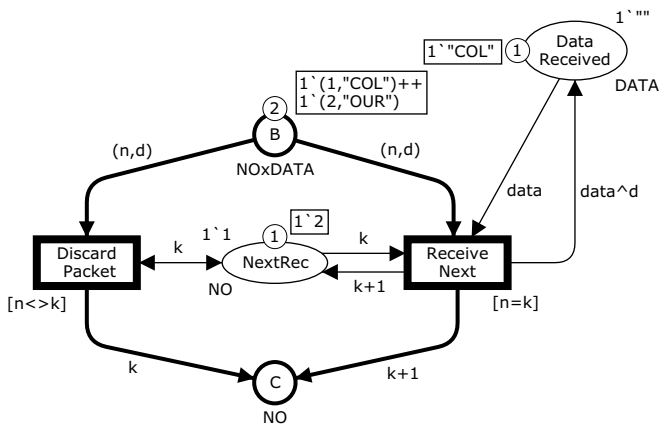 1`""
1`"COL"
1
Data
Received
DATA
1`(1,"COL")++
1`(2,"OUR")
2
B
NOxDATA
(n,d)
(n,d)
data
data^d
1`1
1
1`2
Discard
Packet
k
NextRec
k
k+1
Receive
Next
NO
[n<>k]
[n=k]
k
k+1
C
NO